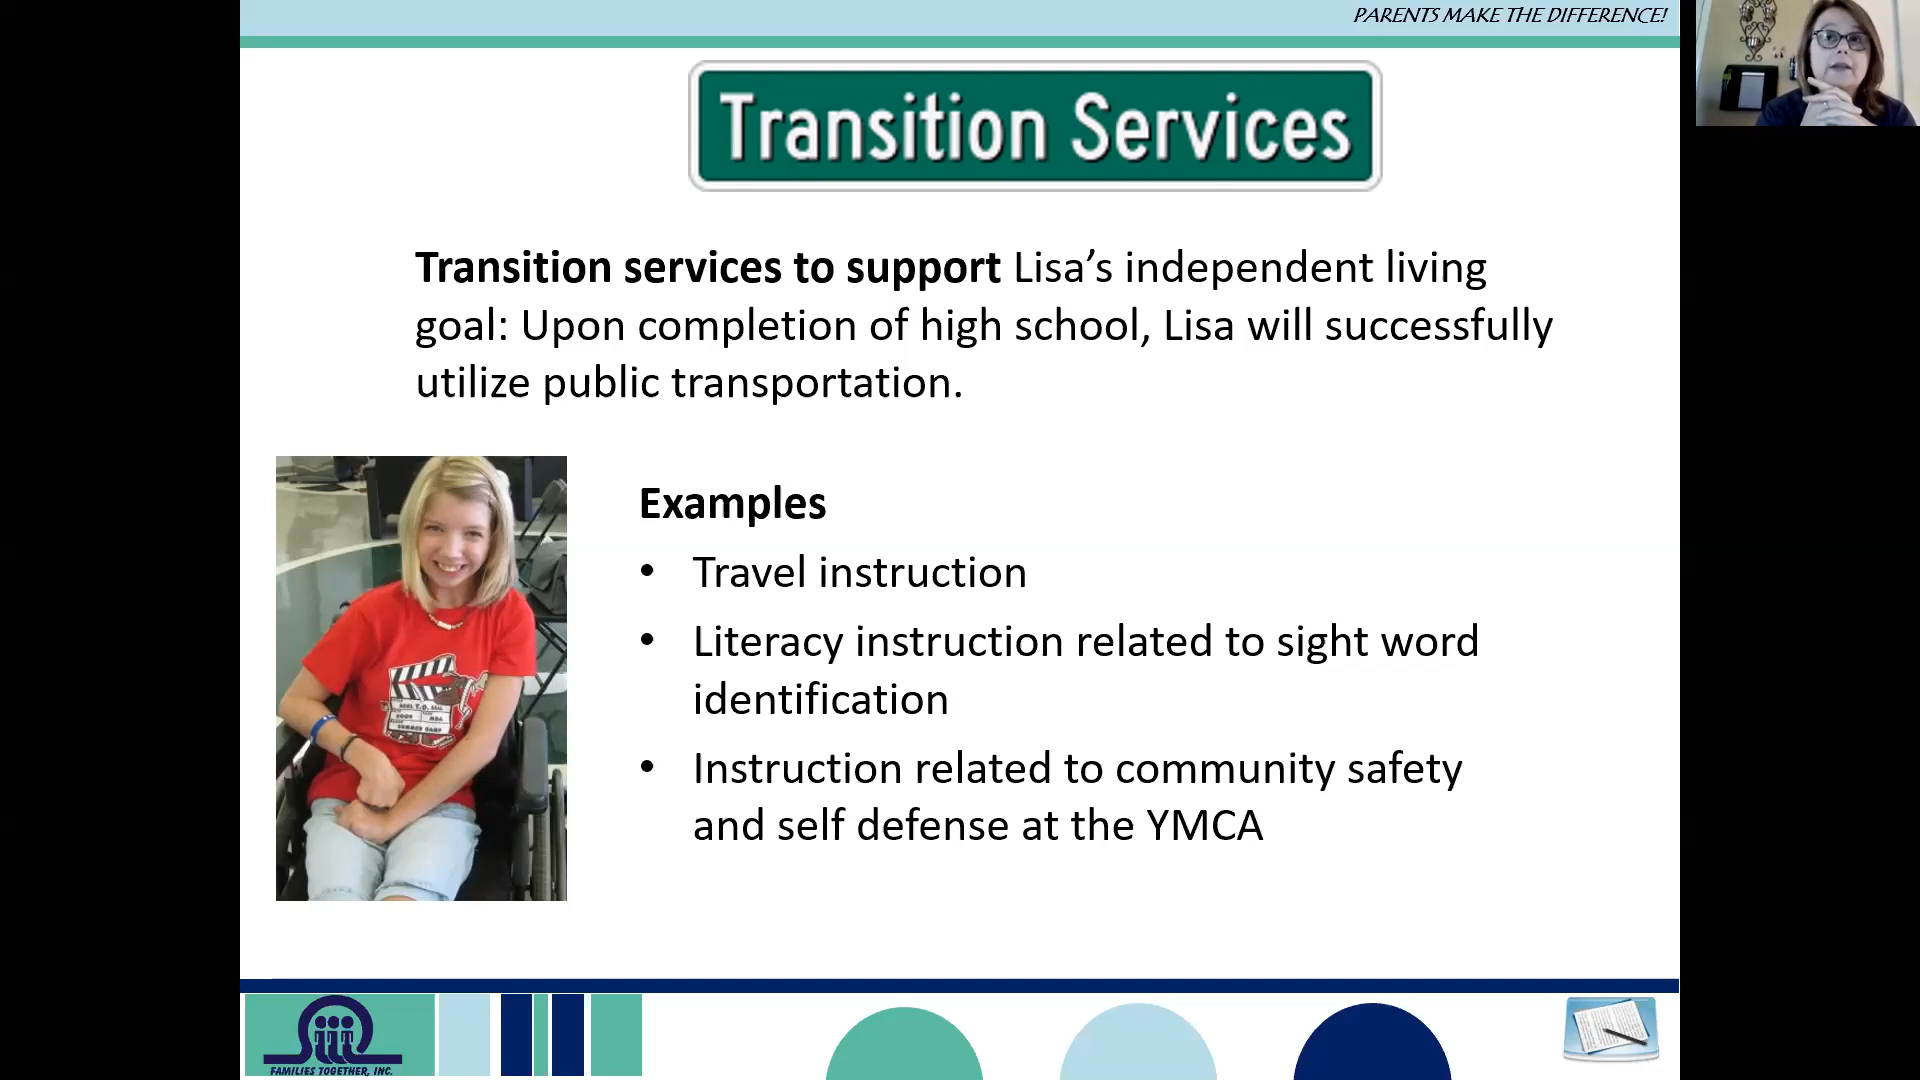 PARENTS MAKE THE DIFFERENCE!
Transition Services
Transition services to support Lisa’s independent living
goal: Upon completion of high school, Lisa will successfully
utilize public transportation.
Examples
• Travel instruction
• Literacy instruction related to sight word
identification
• Instruction related to community safety
and self defense at the YMCA
SUMMER CAMP
FAMILIES TOGETHER, INC.